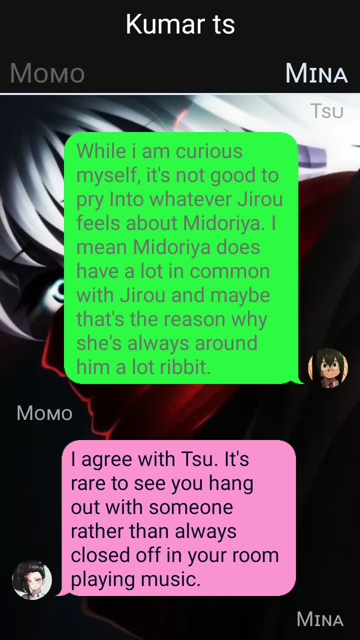 Kumar ts
Momo
Mina
Tsu
While i am curious
myself, it's not good to
pry Into whatever Jirou
feels about Midoriya. I
mean Midoriya does
have a lot in common
with Jirou and maybe
that's the reason why
she's always around
him a lot ribbit.
Momo
I agree with Tsu. It's
rare to see you hang
out with someone
rather than always
closed off in your room
playing music.
Mina